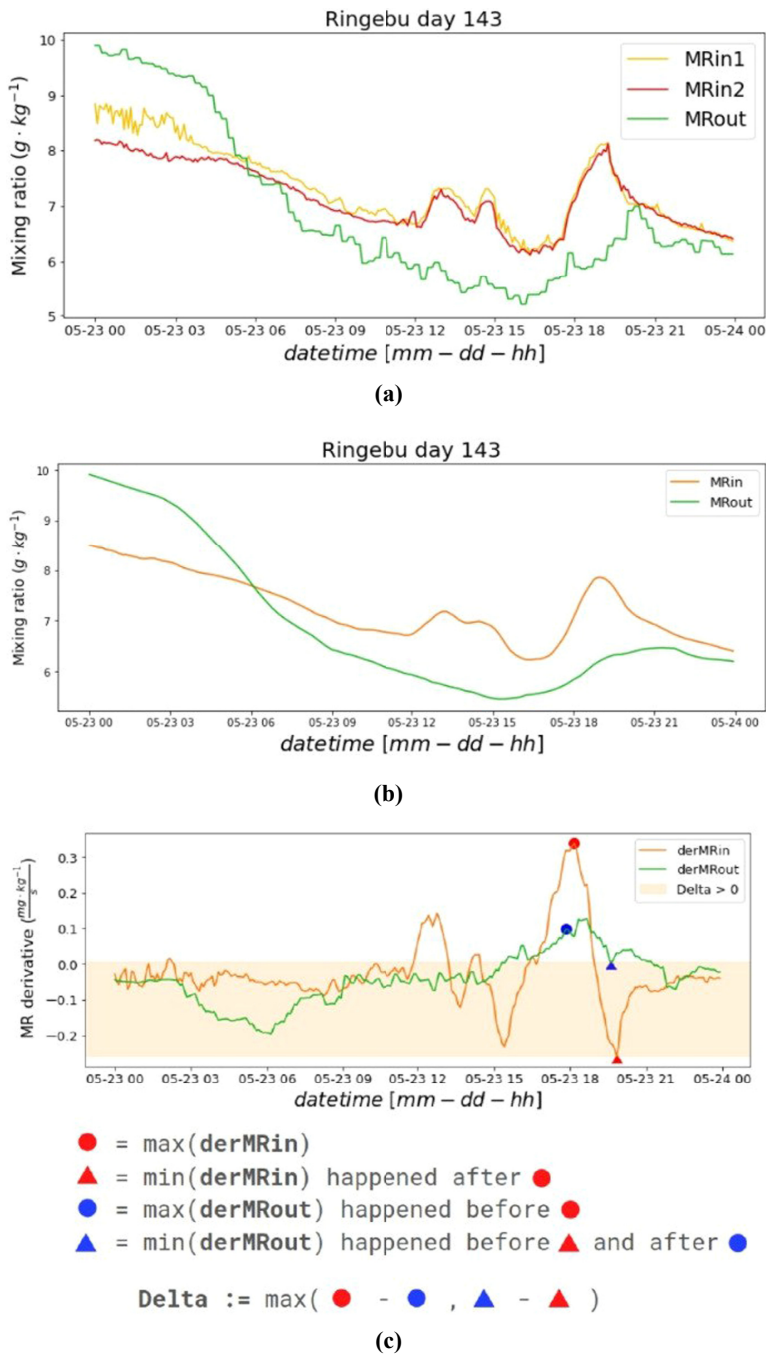 Ringebu day 143
Mixing ratio (g · kg⁻¹)
10
9
8
7
6
5
MRin1
MRin2
MRout
05-23 00 05-23 03 05-23 06 05-23 09 05-23 12 05-23 15 05-23 18 05-23 21 05-24 00
datetime [mm − dd − hh]
(a)
Ringebu day 143
Mixing ratio (g · kg⁻¹)
10
9
8
7
6
MRin
MRout
05-23 00 05-23 03 05-23 06 05-23 09 05-23 12 05-23 15 05-23 18 05-23 21 05-24 00
datetime [mm − dd − hh]
(b)
MR derivative (mg·kg⁻¹/s)
0.3
0.2
0.1
0.0
−0.1
−0.2
derMRin
derMRout
Delta > 0
05-23 00 05-23 03 05-23 06 05-23 09 05-23 12 05-23 15 05-23 18 05-23 21 05-24 00
datetime [mm − dd − hh]
= max(derMRin)
= min(derMRin) happened after
= max(derMRout) happened before
= min(derMRout) happened before and after
Delta := max( - , - )
(c)